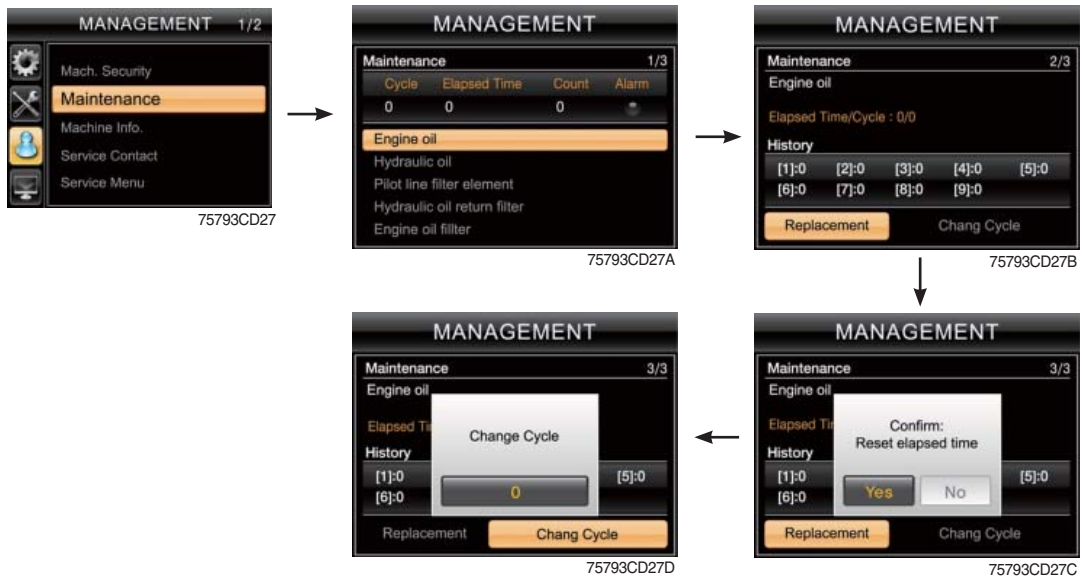 MANAGEMENT 1/2
Mach. Security
Maintenance
Machine Info.
Service Contact
Service Menu
75793CD27
MANAGEMENT
Maintenance 1/3
Cycle Elapsed Time Count Alarm
0 0 0
Engine oil
Hydraulic oil
Pilot line filter element
Hydraulic oil return filter
Engine oil fillter
75793CD27A
MANAGEMENT
Maintenance 2/3
Engine oil
Elapsed Time/Cycle : 0/0
History
[1]:0 [2]:0 [3]:0 [4]:0 [5]:0
[6]:0 [7]:0 [8]:0 [9]:0
Replacement Chang Cycle
75793CD27B
MANAGEMENT
Maintenance 3/3
Engine oil
Elapsed Ti
Change Cycle
History
[1]:0 [5]:0
[6]:0
0
Replacement Chang Cycle
75793CD27D
MANAGEMENT
Maintenance 3/3
Engine oil
Elapsed Tir
Confirm:
Reset elapsed time
History
[1]:0 [5]:0
[6]:0
Yes No
Replacement Chang Cycle
75793CD27C